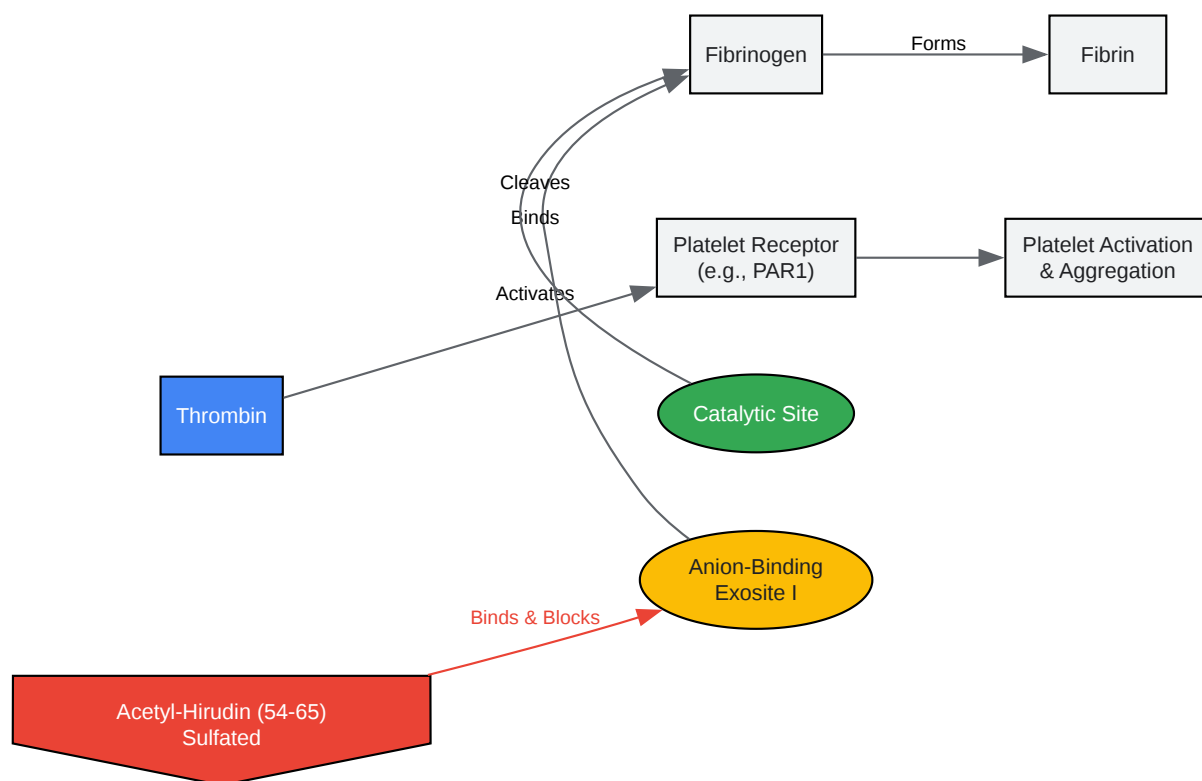 Fibrinogen
Forms
Fibrin
Cleaves
Binds
Platelet Receptor
(e.g., PAR1)
Platelet Activation
& Aggregation
Activates
Thrombin
Catalytic Site
Anion-Binding
Exosite I
Binds & Blocks
Acetyl-Hirudin (54-65)
Sulfated